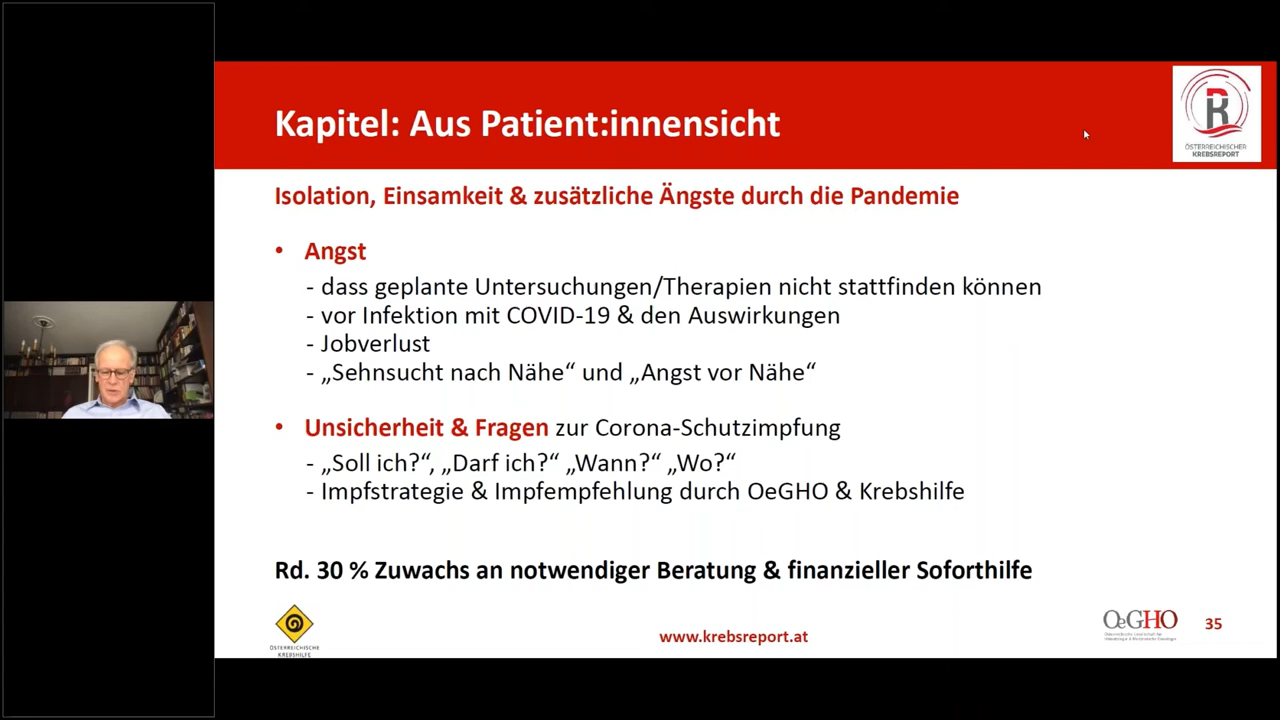 Kapitel: Aus Patient:innensicht
ÖSTERREICHISCHER
KREBSREPORT
Isolation, Einsamkeit & zusätzliche Ängste durch die Pandemie
• Angst
- dass geplante Untersuchungen/Therapien nicht stattfinden können
- vor Infektion mit COVID-19 & den Auswirkungen
- Jobverlust
- „Sehnsucht nach Nähe“ und „Angst vor Nähe“
• Unsicherheit & Fragen zur Corona-Schutzimpfung
- „Soll ich?“, „Darf ich?“ „Wann?“ „Wo?“
- Impfstrategie & Impfempfehlung durch OeGHO & Krebshilfe
Rd. 30 % Zuwachs an notwendiger Beratung & finanzieller Soforthilfe
ÖSTERREICHISCHE
KREBSHILFE
www.krebsreport.at
OeGHO
35